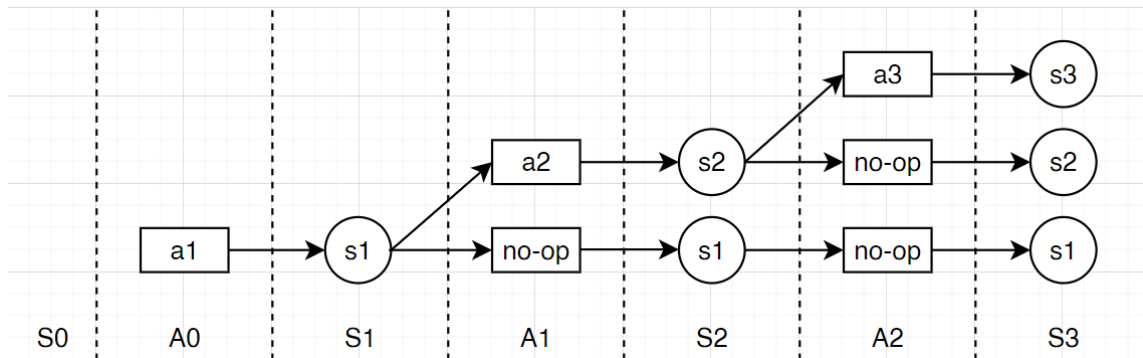 a3 s3
a2 s2 no-op s2
a1 s1 no-op s1 no-op s1
S0 A0 S1 A1 S2 A2 S3